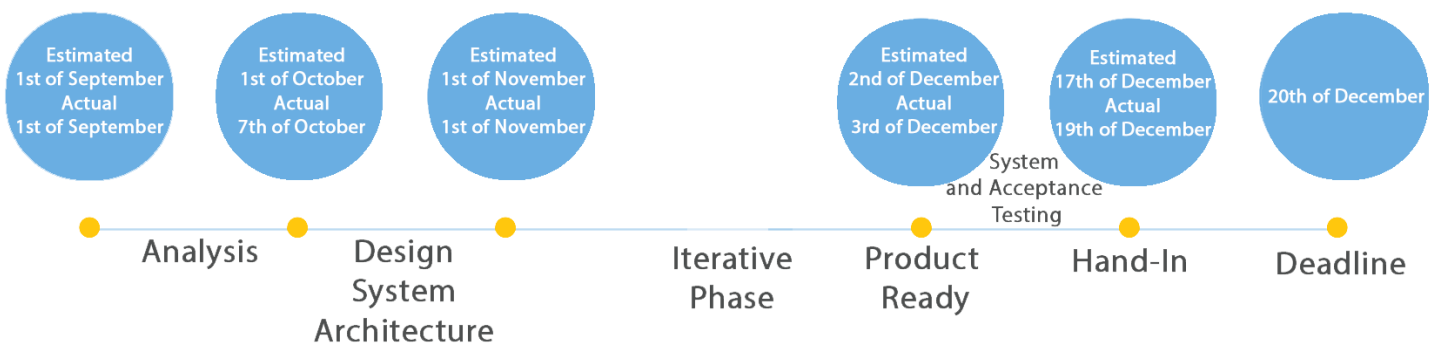 Estimated
1st of September
Actual
1st of September
Estimated
1st of October
Actual
7th of October
Estimated
1st of November
Actual
1st of November
Estimated
2nd of December
Actual
3rd of December
Estimated
17th of December
Actual
19th of December
20th of December
System
and Acceptance
Testing
Analysis
Design
System
Architecture
Iterative
Phase
Product
Ready
Hand-In
Deadline